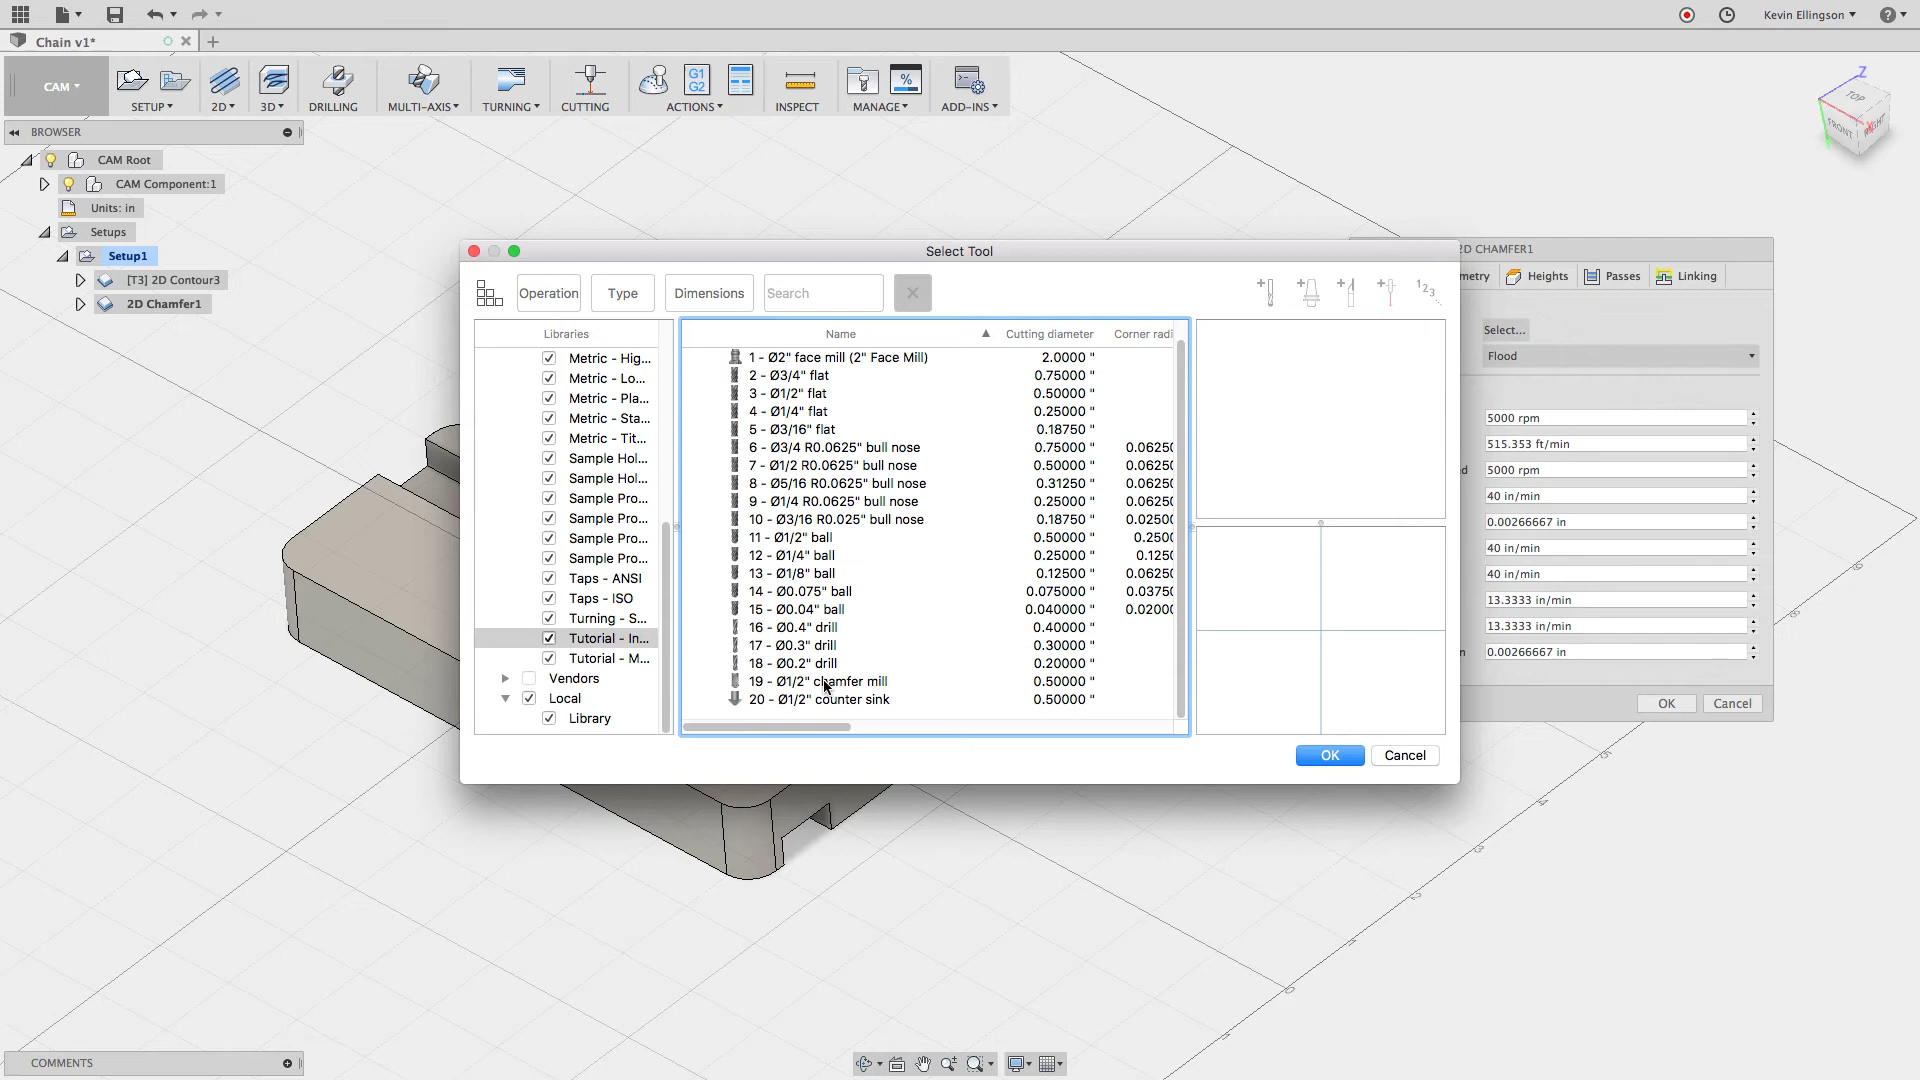 Kevin Ellingson
?
Chain v1*
CAM
SETUP
2D
3D
DRILLING
MULTI-AXIS
TURNING
CUTTING
G1
G2
ACTIONS
INSPECT
%
MANAGE
ADD-INS
BROWSER
CAM Root
CAM Component:1
Units: in
Setups
Setup1
[T3] 2D Contour3
2D Chamfer1
Z
TOP
FRONT
RIGHT
X
Select Tool
Operation
Type
Dimensions
Search
123
Libraries
Metric - Hig...
Metric - Lo...
Metric - Pla...
Metric - Sta...
Metric - Tit...
Sample Hol...
Sample Hol...
Sample Pro...
Sample Pro...
Sample Pro...
Sample Pro...
Taps - ANSI
Taps - ISO
Turning - S...
Tutorial - In...
Tutorial - M...
Vendors
Local
Library
Name Cutting diameter Corner radi
1 - Ø2" face mill (2" Face Mill) 2.0000 "
2 - Ø3/4" flat 0.75000 "
3 - Ø1/2" flat 0.50000 "
4 - Ø1/4" flat 0.25000 "
5 - Ø3/16" flat 0.18750 "
6 - Ø3/4 R0.0625" bull nose 0.75000 " 0.06250
7 - Ø1/2 R0.0625" bull nose 0.50000 " 0.06250
8 - Ø5/16 R0.0625" bull nose 0.31250 " 0.06250
9 - Ø1/4 R0.0625" bull nose 0.25000 " 0.06250
10 - Ø3/16 R0.025" bull nose 0.18750 " 0.02500
11 - Ø1/2" ball 0.50000 " 0.2500
12 - Ø1/4" ball 0.25000 " 0.1250
13 - Ø1/8" ball 0.12500 " 0.06250
14 - Ø0.075" ball 0.075000 " 0.03750
15 - Ø0.04" ball 0.040000 " 0.02000
16 - Ø0.4" drill 0.40000 "
17 - Ø0.3" drill 0.30000 "
18 - Ø0.2" drill 0.20000 "
19 - Ø1/2" chamfer mill 0.50000 "
20 - Ø1/2" counter sink 0.50000 "
OK
Cancel
2D CHAMFER1
metry
Heights
Passes
Linking
Select...
Flood
5000 rpm
515.353 ft/min
ed 5000 rpm
40 in/min
0.00266667 in
40 in/min
40 in/min
13.3333 in/min
13.3333 in/min
n 0.00266667 in
OK
Cancel
COMMENTS